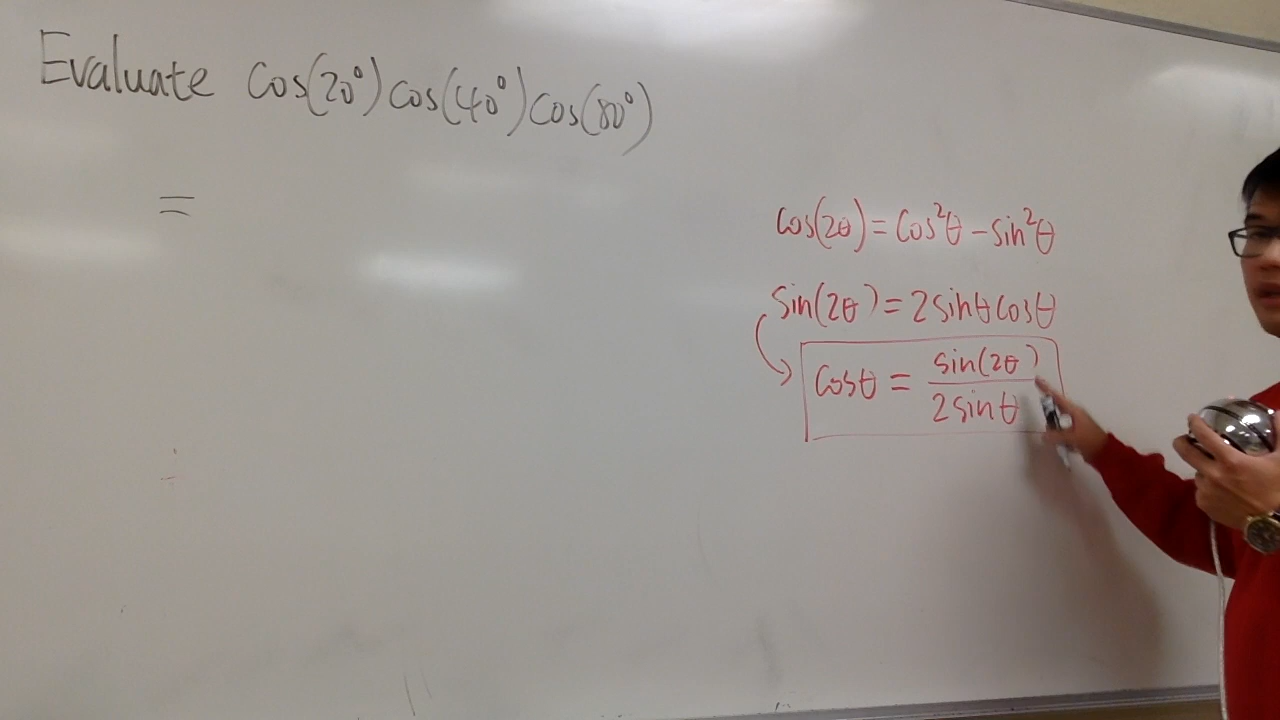 Evaluate cos(20°)cos(40°)cos(80°)
=
cos(2θ)=cos²θ-sin²θ
sin(2θ)=2sinθcosθ
cosθ = sin(2θ)/2sinθ